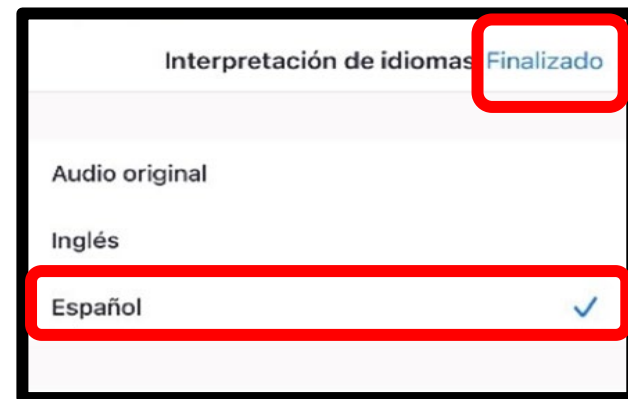 Interpretación de idiomas Finalizado
Audio original
Inglés
Español